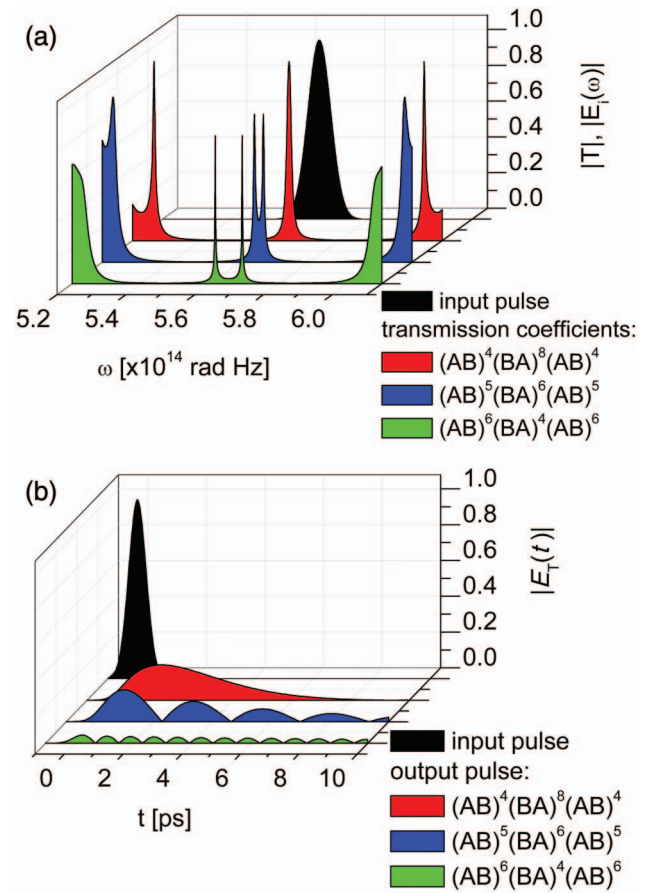 (a)
1.0
0.8
0.6
0.4
0.2
0.0
|T|, |Eᵢ(ω)|
5.2 5.4 5.6 5.8 6.0
ω [x10¹⁴ rad Hz]
input pulse
transmission coefficients:
(AB)⁴(BA)⁸(AB)⁴
(AB)⁵(BA)⁶(AB)⁵
(AB)⁶(BA)⁴(AB)⁶
(b)
1.0
0.8
0.6
0.4
0.2
0.0
|E_T(t)|
0 2 4 6 8 10
t [ps]
input pulse
output pulse:
(AB)⁴(BA)⁸(AB)⁴
(AB)⁵(BA)⁶(AB)⁵
(AB)⁶(BA)⁴(AB)⁶